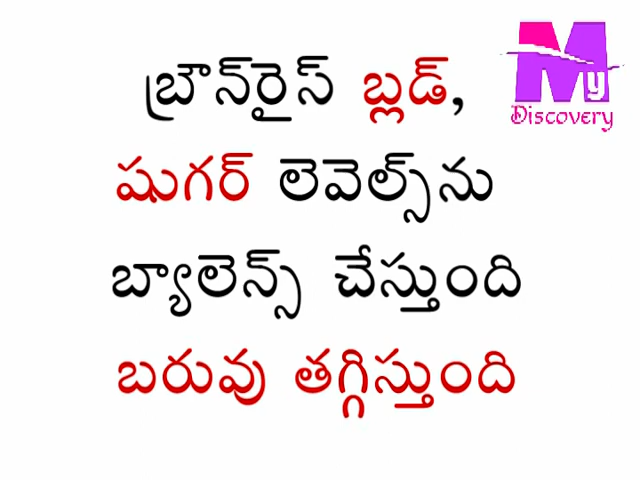 My
Discovery
బ్రౌన్‌రైస్ బ్లడ్,
షుగర్ లెవెల్స్‌ను
బ్యాలెన్స్ చేస్తుంది
బరువు తగ్గిస్తుంది